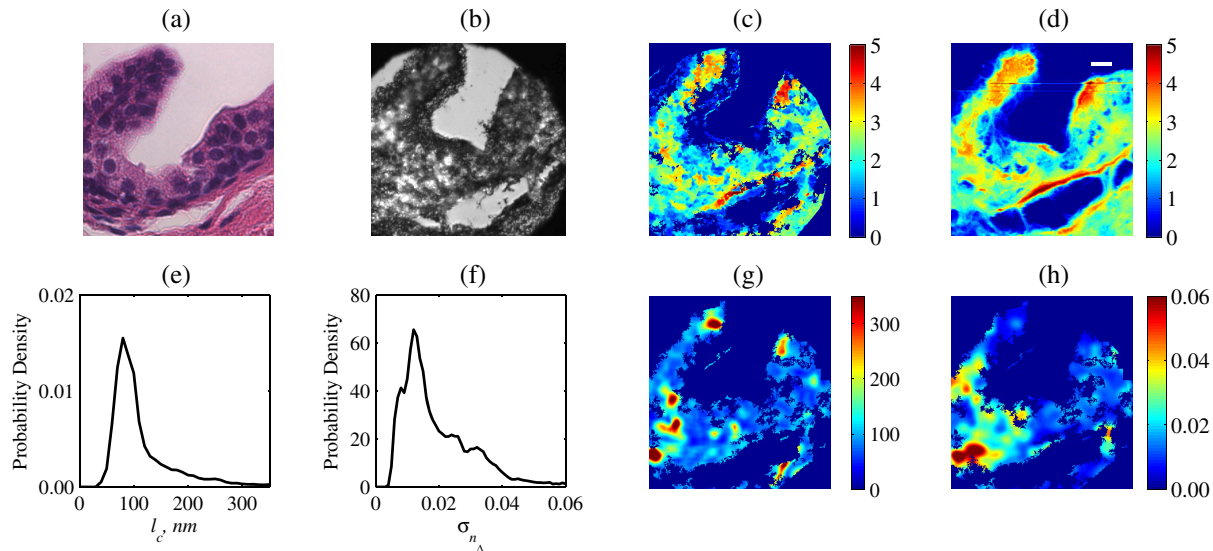 (a) (b) (c) (d)
5 5
4 4
3 3
2 2
1 1
0 0
(e) (f) (g) (h)
0.02 80 0.06
300
60
Probability Density Probability Density 0.04
0.01 40 200
0.02
20 100
0.00 0 0 0.00
0 100 200 300 0 0.02 0.04 0.06
l_c, nm σ_{n_Δ}